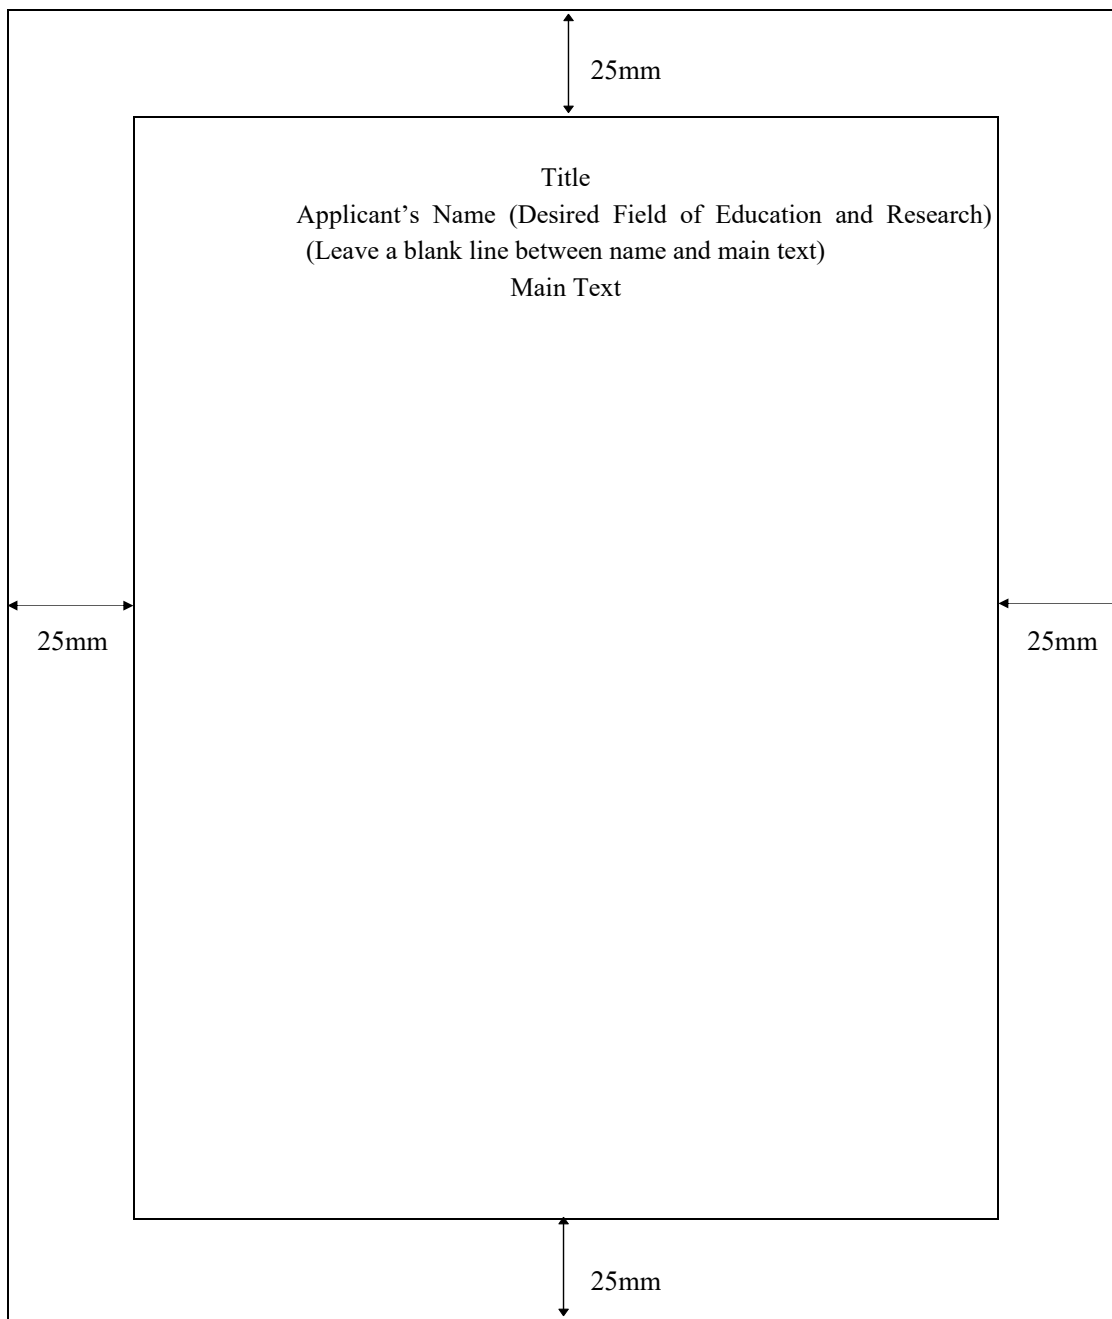 25mm
Title
Applicant’s Name (Desired Field of Education and Research)
(Leave a blank line between name and main text)
Main Text
25mm
25mm
25mm